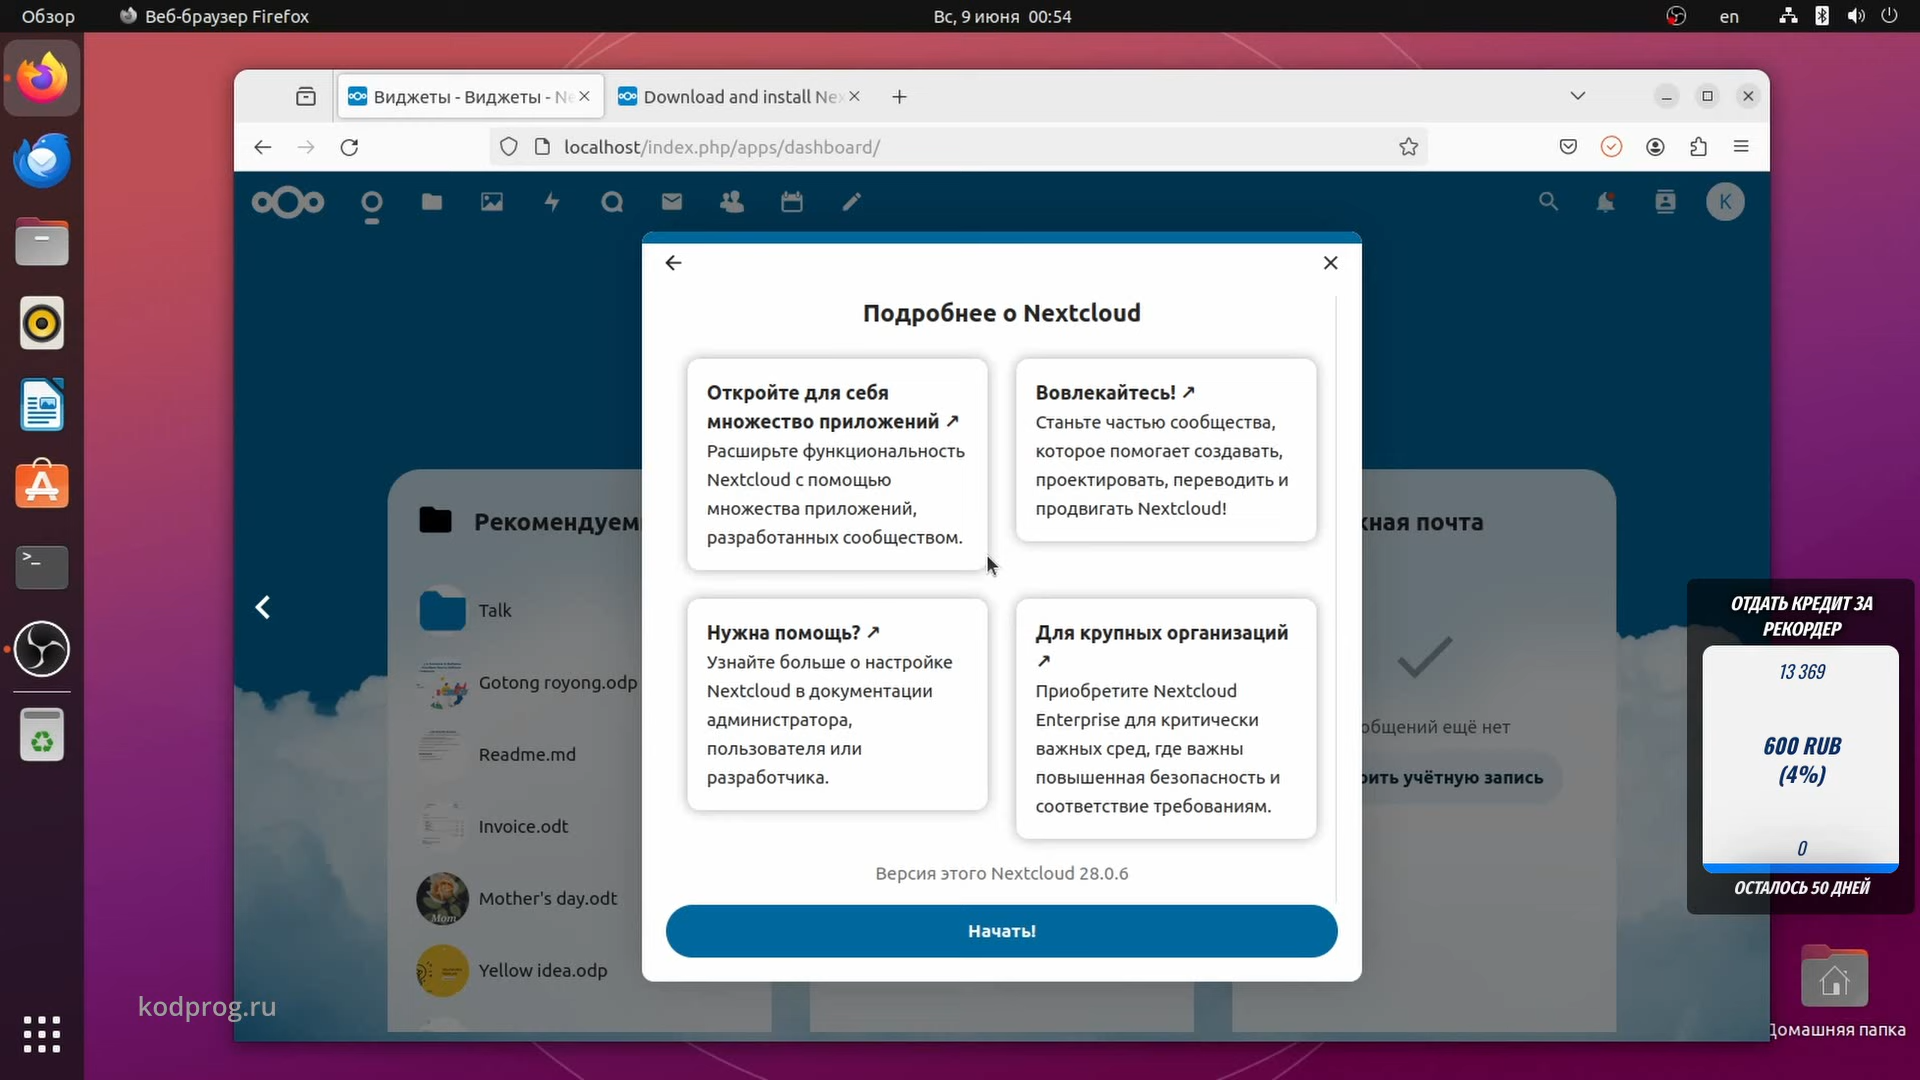 Обзор
Веб-браузер Firefox
Вс, 9 июня 00:54
en
Виджеты - Виджеты - Ne
Download and install Nex
localhost/index.php/apps/dashboard/
K
Подробнее о Nextcloud
Откройте для себя
множество приложений ↗
Расширьте функциональность
Nextcloud с помощью
множества приложений,
разработанных сообществом.
Вовлекайтесь! ↗
Станьте частью сообщества,
которое помогает создавать,
проектировать, переводить и
продвигать Nextcloud!
Нужна помощь? ↗
Узнайте больше о настройке
Nextcloud в документации
администратора,
пользователя или
разработчика.
Для крупных организаций
↗
Приобретите Nextcloud
Enterprise для критически
важных сред, где важны
повышенная безопасность и
соответствие требованиям.
Версия этого Nextcloud 28.0.6
Начать!
Рекомендуем
Talk
Gotong royong.odp
Readme.md
Invoice.odt
Mother's day.odt
Yellow idea.odp
жная почта
общений ещё нет
рить учётную запись
ОТДАТЬ КРЕДИТ ЗА
РЕКОРДЕР
13 369
600 RUB
(4%)
0
ОСТАЛОСЬ 50 ДНЕЙ
Домашняя папка
kodprog.ru